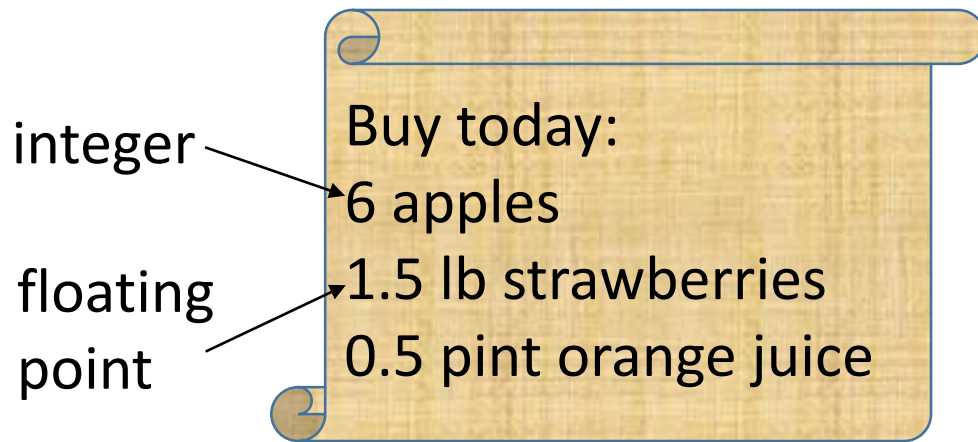 integer
floating
point
Buy today:
6 apples
1.5 lb strawberries
0.5 pint orange juice